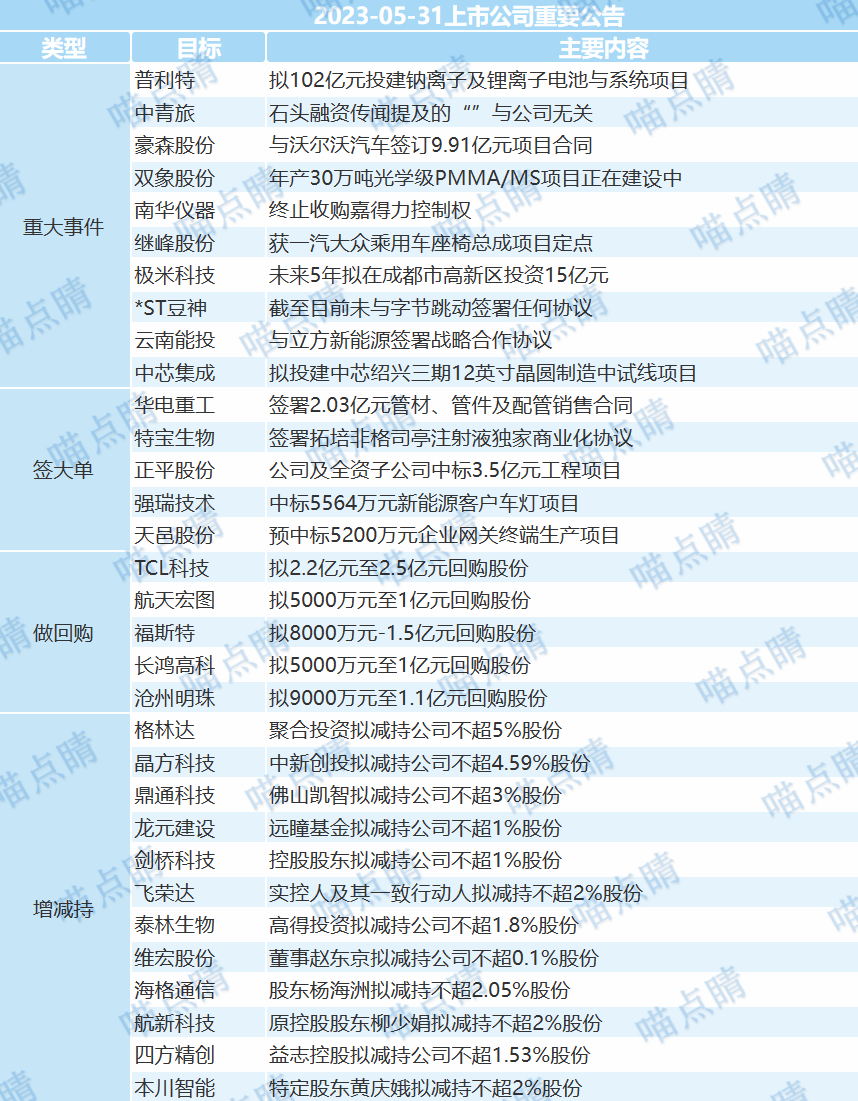 2023-05-31上市公司重要公告
类型 目标 主要内容
重大事件
普利特 拟102亿元投建钠离子及锂离子电池与系统项目
中青旅 石头融资传闻提及的“”与公司无关
豪森股份 与沃尔沃汽车签订9.91亿元项目合同
双象股份 年产30万吨光学级PMMA/MS项目正在建设中
南华仪器 终止收购嘉得力控制权
继峰股份 获一汽大众乘用车座椅总成项目定点
极米科技 未来5年拟在成都市高新区投资15亿元
*ST豆神 截至目前未与字节跳动签署任何协议
云南能投 与立方新能源签署战略合作协议
中芯集成 拟投建中芯绍兴三期12英寸晶圆制造中试线项目
签大单
华电重工 签署2.03亿元管材、管件及配管销售合同
特宝生物 签署拓培非格司亭注射液独家商业化协议
正平股份 公司及全资子公司中标3.5亿元工程项目
强瑞技术 中标5564万元新能源客户车灯项目
天邑股份 预中标5200万元企业网关终端生产项目
做回购
TCL科技 拟2.2亿元至2.5亿元回购股份
航天宏图 拟5000万元至1亿元回购股份
福斯特 拟8000万元-1.5亿元回购股份
长鸿高科 拟5000万元至1亿元回购股份
沧州明珠 拟9000万元至1.1亿元回购股份
增减持
格林达 聚合投资拟减持公司不超5%股份
晶方科技 中新创投拟减持公司不超4.59%股份
鼎通科技 佛山凯智拟减持公司不超3%股份
龙元建设 远瞳基金拟减持公司不超1%股份
剑桥科技 控股股东拟减持公司不超1%股份
飞荣达 实控人及其一致行动人拟减持不超2%股份
泰林生物 高得投资拟减持公司不超1.8%股份
维宏股份 董事赵东京拟减持公司不超0.1%股份
海格通信 股东杨海洲拟减持不超2.05%股份
航新科技 原控股股东柳少娟拟减持不超2%股份
四方精创 益志控股拟减持公司不超1.53%股份
本川智能 特定股东黄庆娥拟减持不超2%股份
喵点睛